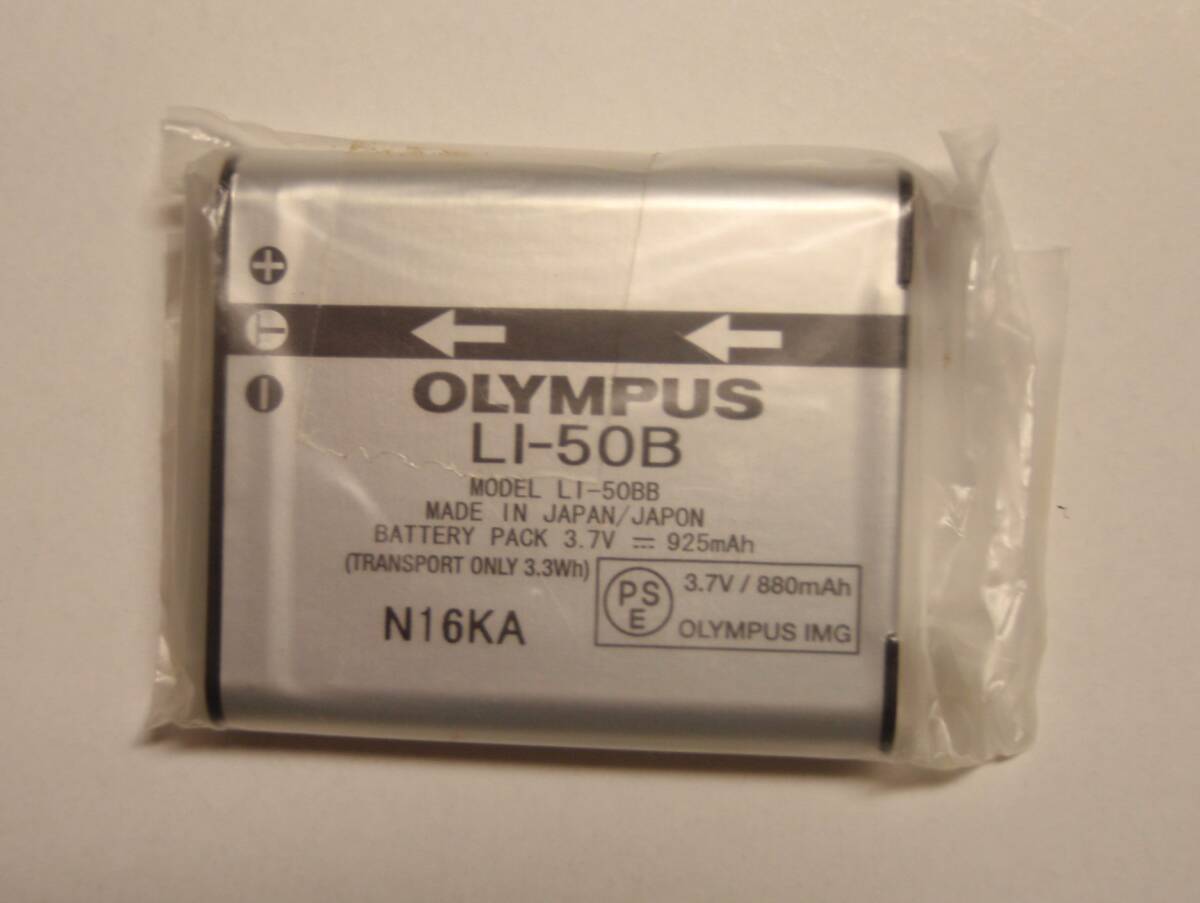 OLYMPUS
LI-50B
MODEL LI-50BB
MADE IN JAPAN/JAPON
BATTERY PACK 3.7V ⎓ 925mAh
(TRANSPORT ONLY 3.3Wh)
N16KA
PS
E
3.7V / 880mAh
OLYMPUS IMG